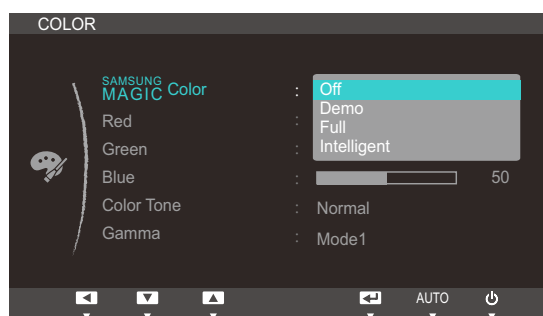 COLOR
SAMSUNG
MAGIC Color : Off
Demo
Red :
Full
Green : Intelligent
Blue : 50
Color Tone : Normal
Gamma : Mode1
AUTO